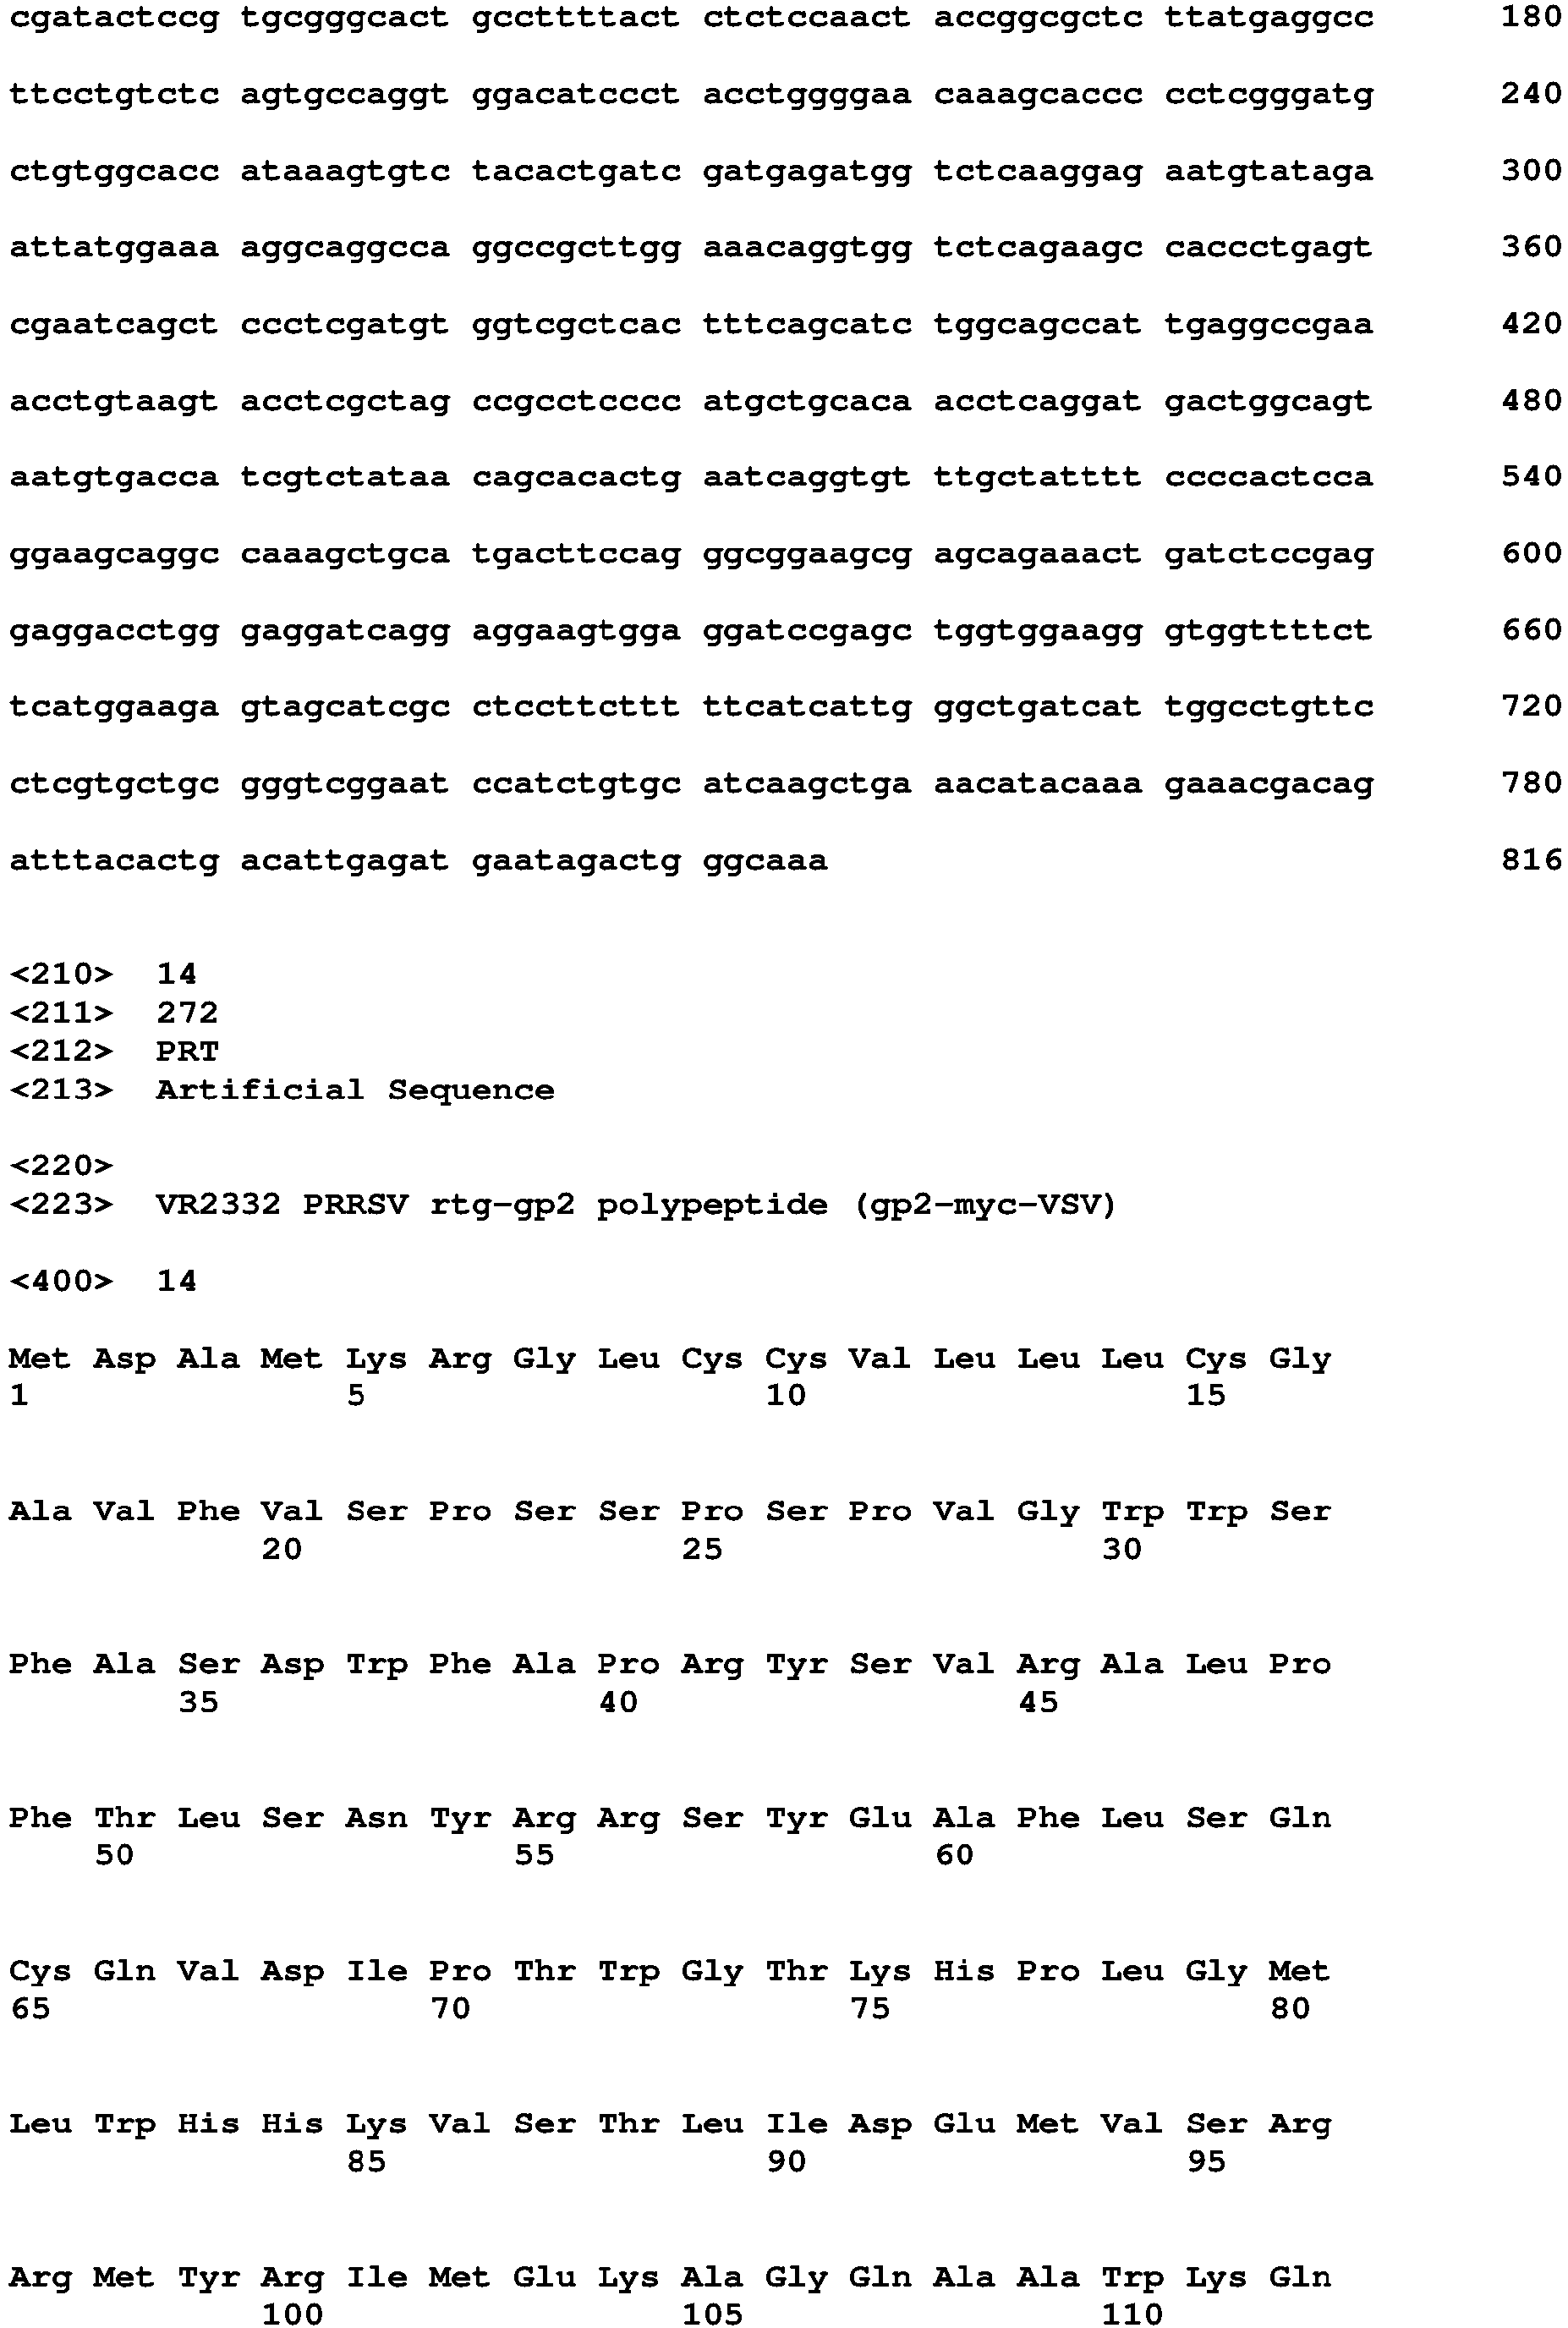 cgatactccg tgcgggcact gccttttact ctctccaact accggcgctc ttatgaggcc 180
ttcctgtctc agtgccaggt ggacatccct acctggggaa caaagcaccc cctcgggatg 240
ctgtggcacc ataaagtgtc tacactgatc gatgagatgg tctcaaggag aatgtataga 300
attatggaaa aggcaggcca ggccgcttgg aaacaggtgg tctcagaagc caccctgagt 360
cgaatcagct ccctcgatgt ggtcgctcac tttcagcatc tggcagccat tgaggccgaa 420
acctgtaagt acctcgctag ccgcctcccc atgctgcaca acctcaggat gactggcagt 480
aatgtgacca tcgtctataa cagcacactg aatcaggtgt ttgctatttt ccccactcca 540
ggaagcaggc caaagctgca tgacttccag ggcggaagcg agcagaaact gatctccgag 600
gaggacctgg gaggatcagg aggaagtgga ggatccgagc tggtggaagg gtggttttct 660
tcatggaaga gtagcatcgc ctccttcttt ttcatcattg ggctgatcat tggcctgttc 720
ctcgtgctgc gggtcggaat ccatctgtgc atcaagctga aacatacaaa gaaacgacag 780
atttacactg acattgagat gaatagactg ggcaaa 816
<210> 14
<211> 272
<212> PRT
<213> Artificial Sequence
<220>
<223> VR2332 PRRSV rtg-gp2 polypeptide (gp2-myc-VSV)
<400> 14
Met Asp Ala Met Lys Arg Gly Leu Cys Cys Val Leu Leu Leu Cys Gly
1 5 10 15
Ala Val Phe Val Ser Pro Ser Ser Pro Ser Pro Val Gly Trp Trp Ser
20 25 30
Phe Ala Ser Asp Trp Phe Ala Pro Arg Tyr Ser Val Arg Ala Leu Pro
35 40 45
Phe Thr Leu Ser Asn Tyr Arg Arg Ser Tyr Glu Ala Phe Leu Ser Gln
50 55 60
Cys Gln Val Asp Ile Pro Thr Trp Gly Thr Lys His Pro Leu Gly Met
65 70 75 80
Leu Trp His His Lys Val Ser Thr Leu Ile Asp Glu Met Val Ser Arg
85 90 95
Arg Met Tyr Arg Ile Met Glu Lys Ala Gly Gln Ala Ala Trp Lys Gln
100 105 110